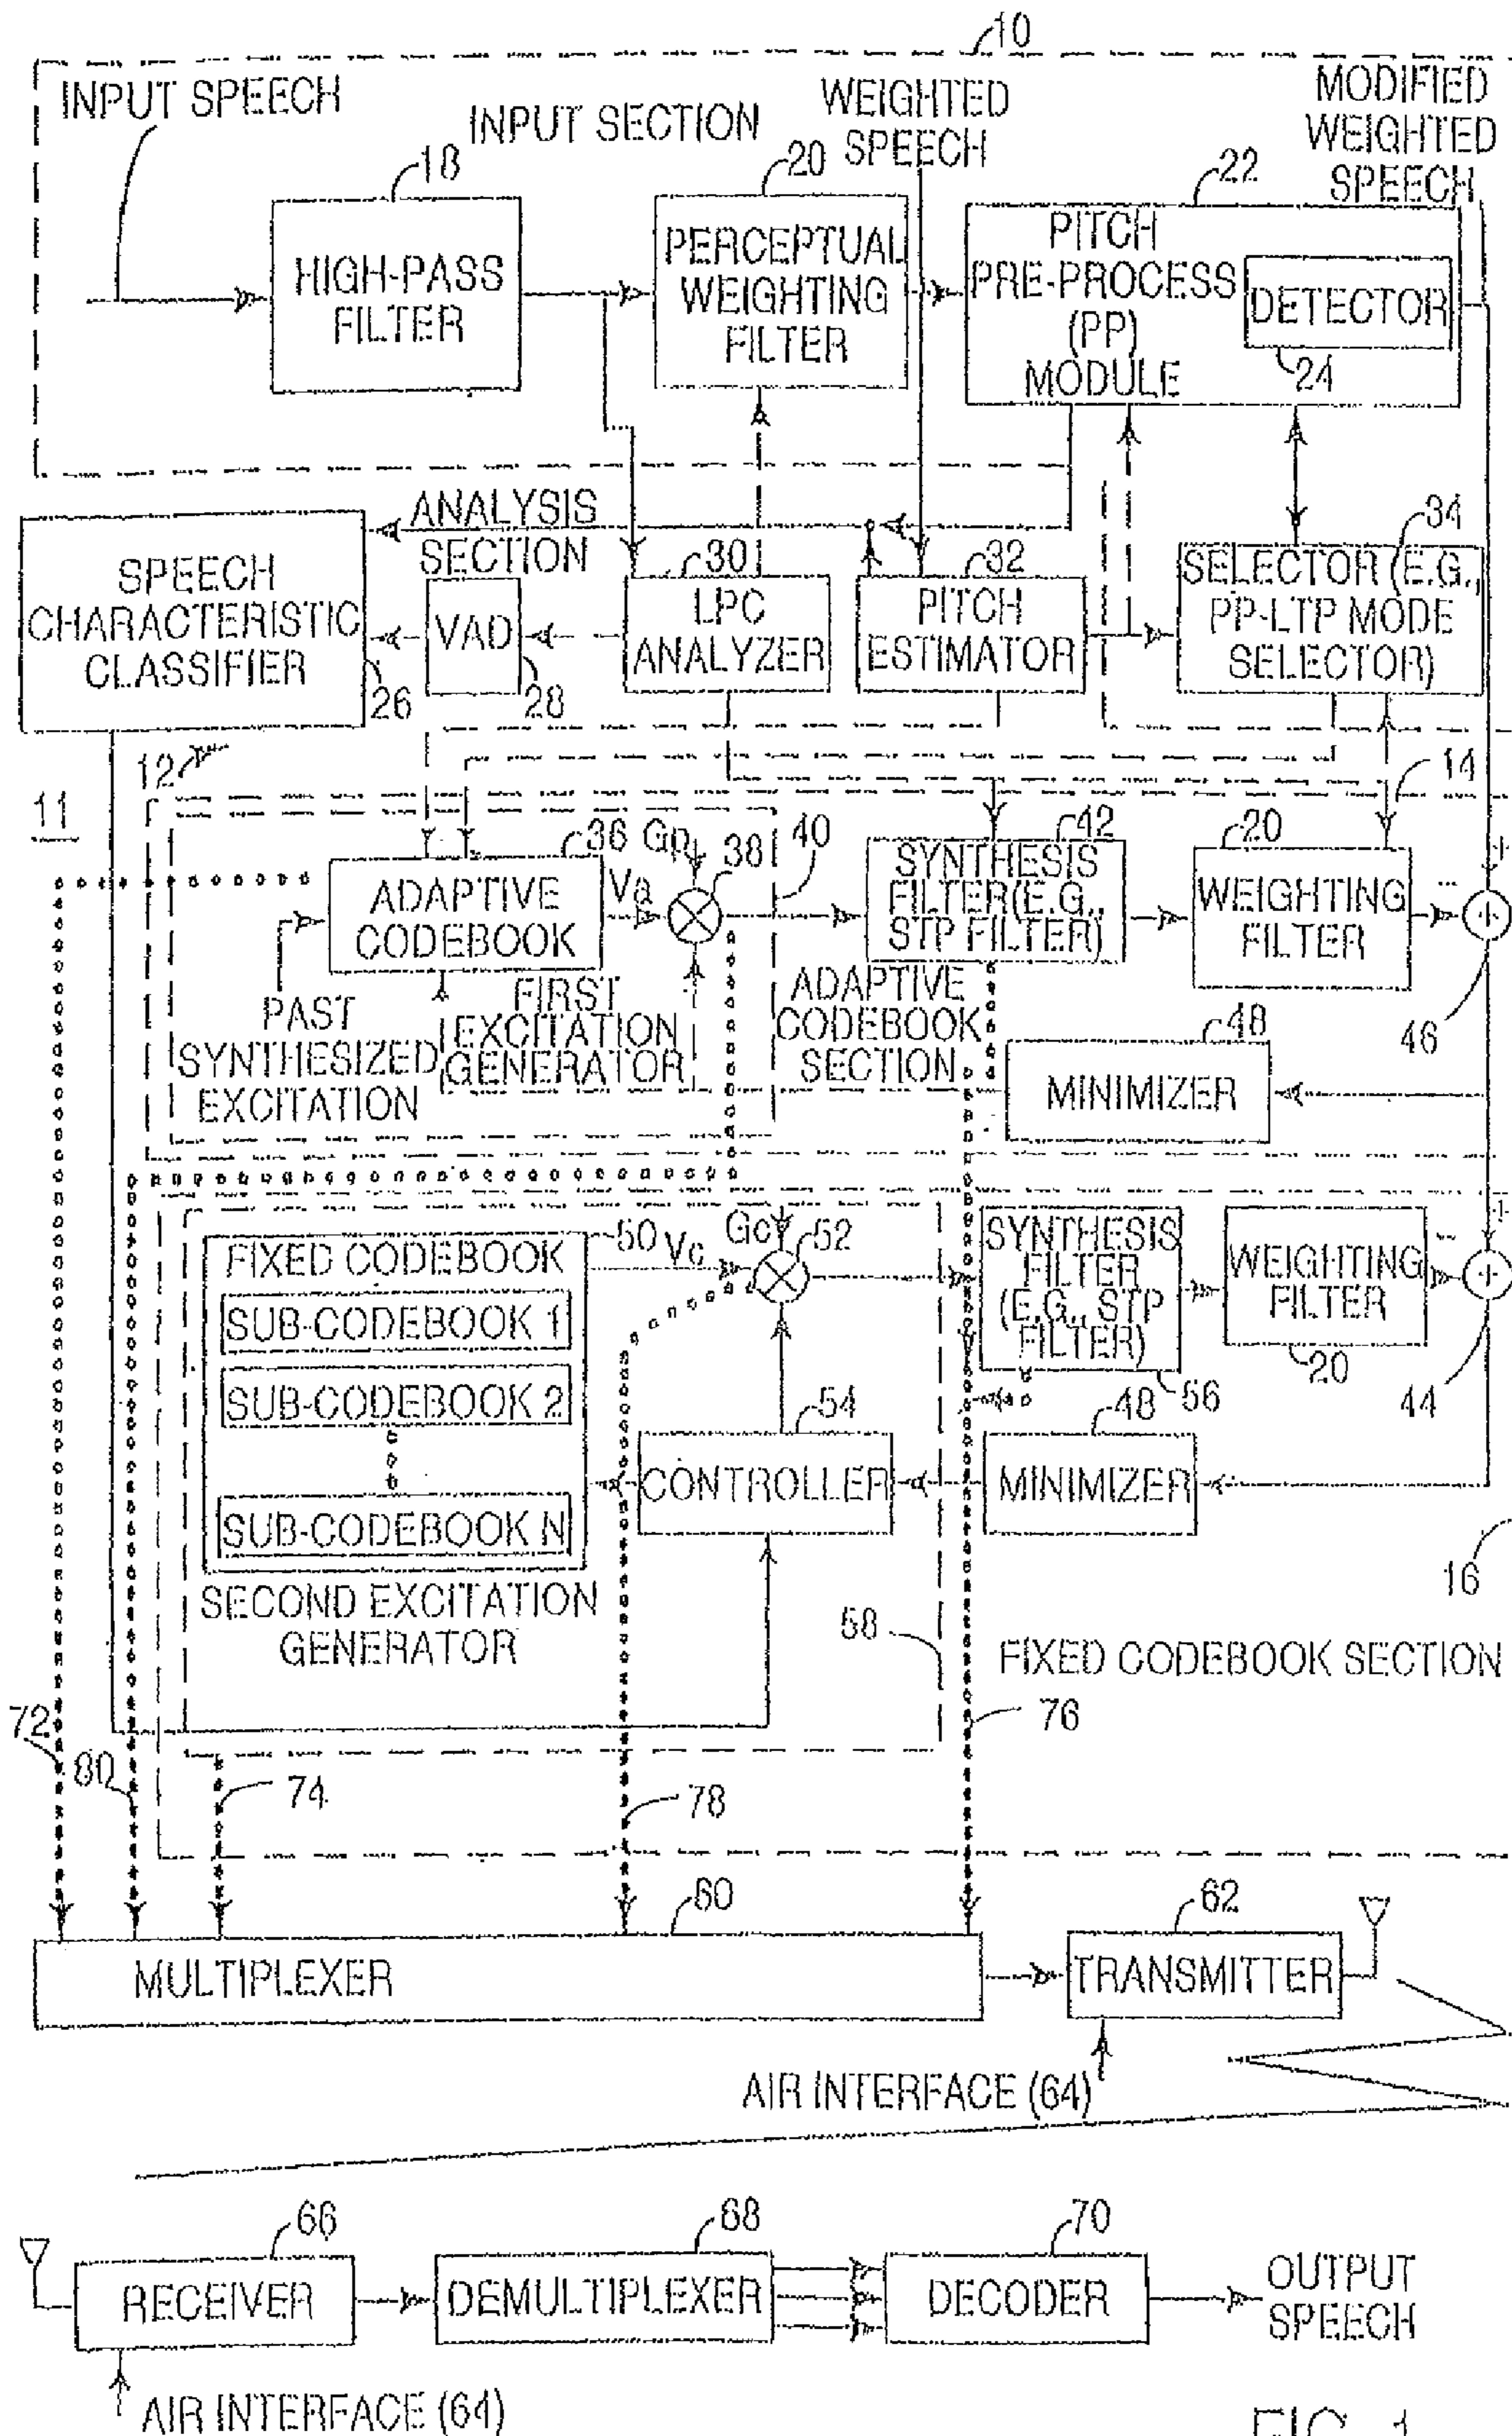 10
INPUT SPEECH
INPUT SECTION
WEIGHTED
SPEECH
MODIFIED
WEIGHTED
SPEECH
18
HIGH-PASS
FILTER
20
PERCEPTUAL
WEIGHTING
FILTER
22
PITCH
PRE-PROCESS
(PP)
MODULE
DETECTOR
24
ANALYSIS
SECTION
SPEECH
CHARACTERISTIC
CLASSIFIER
26
VAD
28
30
LPC
ANALYZER
32
PITCH
ESTIMATOR
34
SELECTOR (E.G.,
PP-LTP MODE
SELECTOR)
12
11
14
36
ADAPTIVE
CODEBOOK
Va
Gp
38
40
42
SYNTHESIS
FILTER(E.G.,
STP FILTER)
20
WEIGHTING
FILTER
+
-
46
PAST
SYNTHESIZED
EXCITATION
FIRST
EXCITATION
GENERATOR
ADAPTIVE
CODEBOOK
SECTION
48
MINIMIZER
50
FIXED CODEBOOK
SUB-CODEBOOK 1
SUB-CODEBOOK 2
SUB-CODEBOOK N
Vc
Gc
52
SYNTHESIS
FILTER
(E.G., STP
FILTER)
56
WEIGHTING
FILTER
20
+
-
44
54
CONTROLLER
48
MINIMIZER
16
SECOND EXCITATION
GENERATOR
58
FIXED CODEBOOK SECTION
72
80
74
78
76
60
MULTIPLEXER
62
TRANSMITTER
AIR INTERFACE (64)
66
RECEIVER
68
DEMULTIPLEXER
70
DECODER
OUTPUT
SPEECH
AIR INTERFACE (64)
FIG. 1